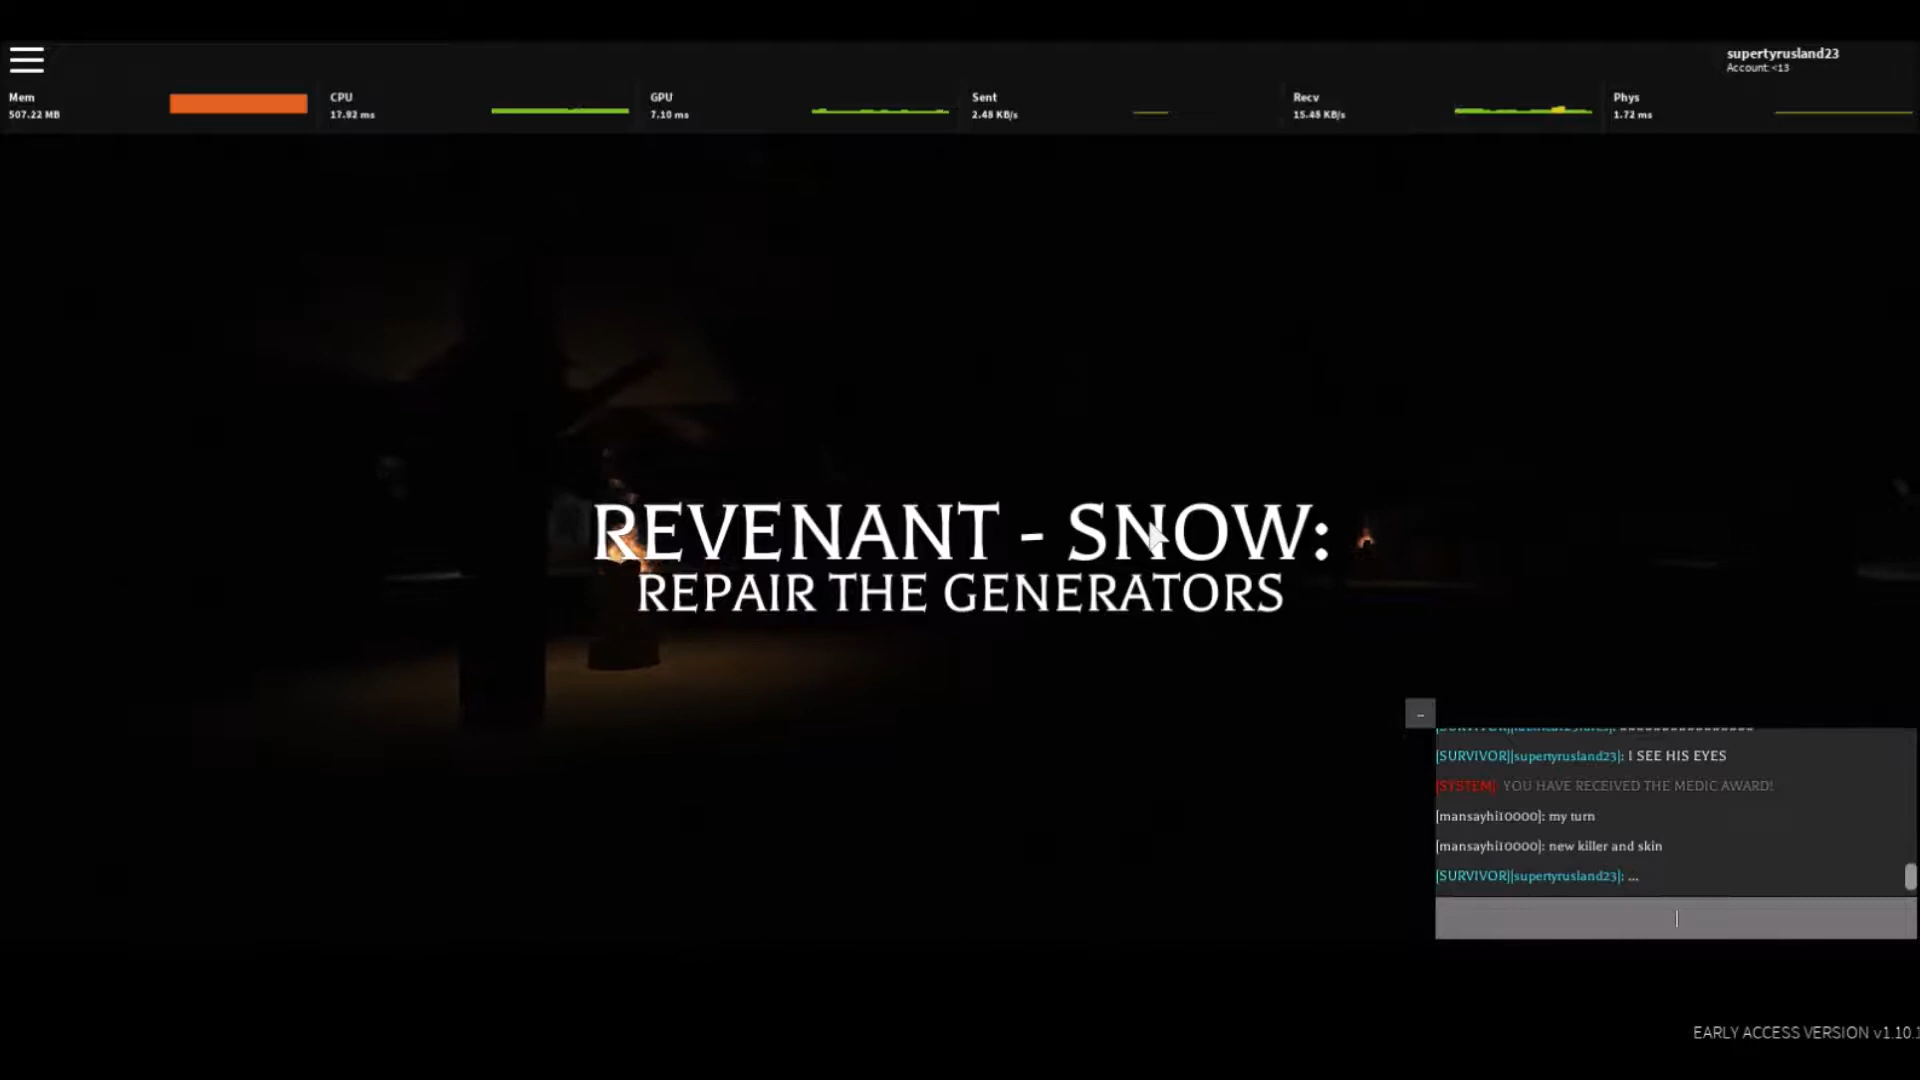 supertyrusland23
Account: <13
Mem
507.22 MB
CPU
17.92 ms
GPU
7.10 ms
Sent
2.48 KB/s
Recv
15.48 KB/s
Phys
1.72 ms
REVENANT - SNOW:
REPAIR THE GENERATORS
-
[SURVIVOR][supertyrusland23]: I SEE HIS EYES
[SYSTEM] YOU HAVE RECEIVED THE MEDIC AWARD!
[mansayhi10000]: my turn
[mansayhi10000]: new killer and skin
[SURVIVOR][supertyrusland23]: ...
EARLY ACCESS VERSION v1.10.1